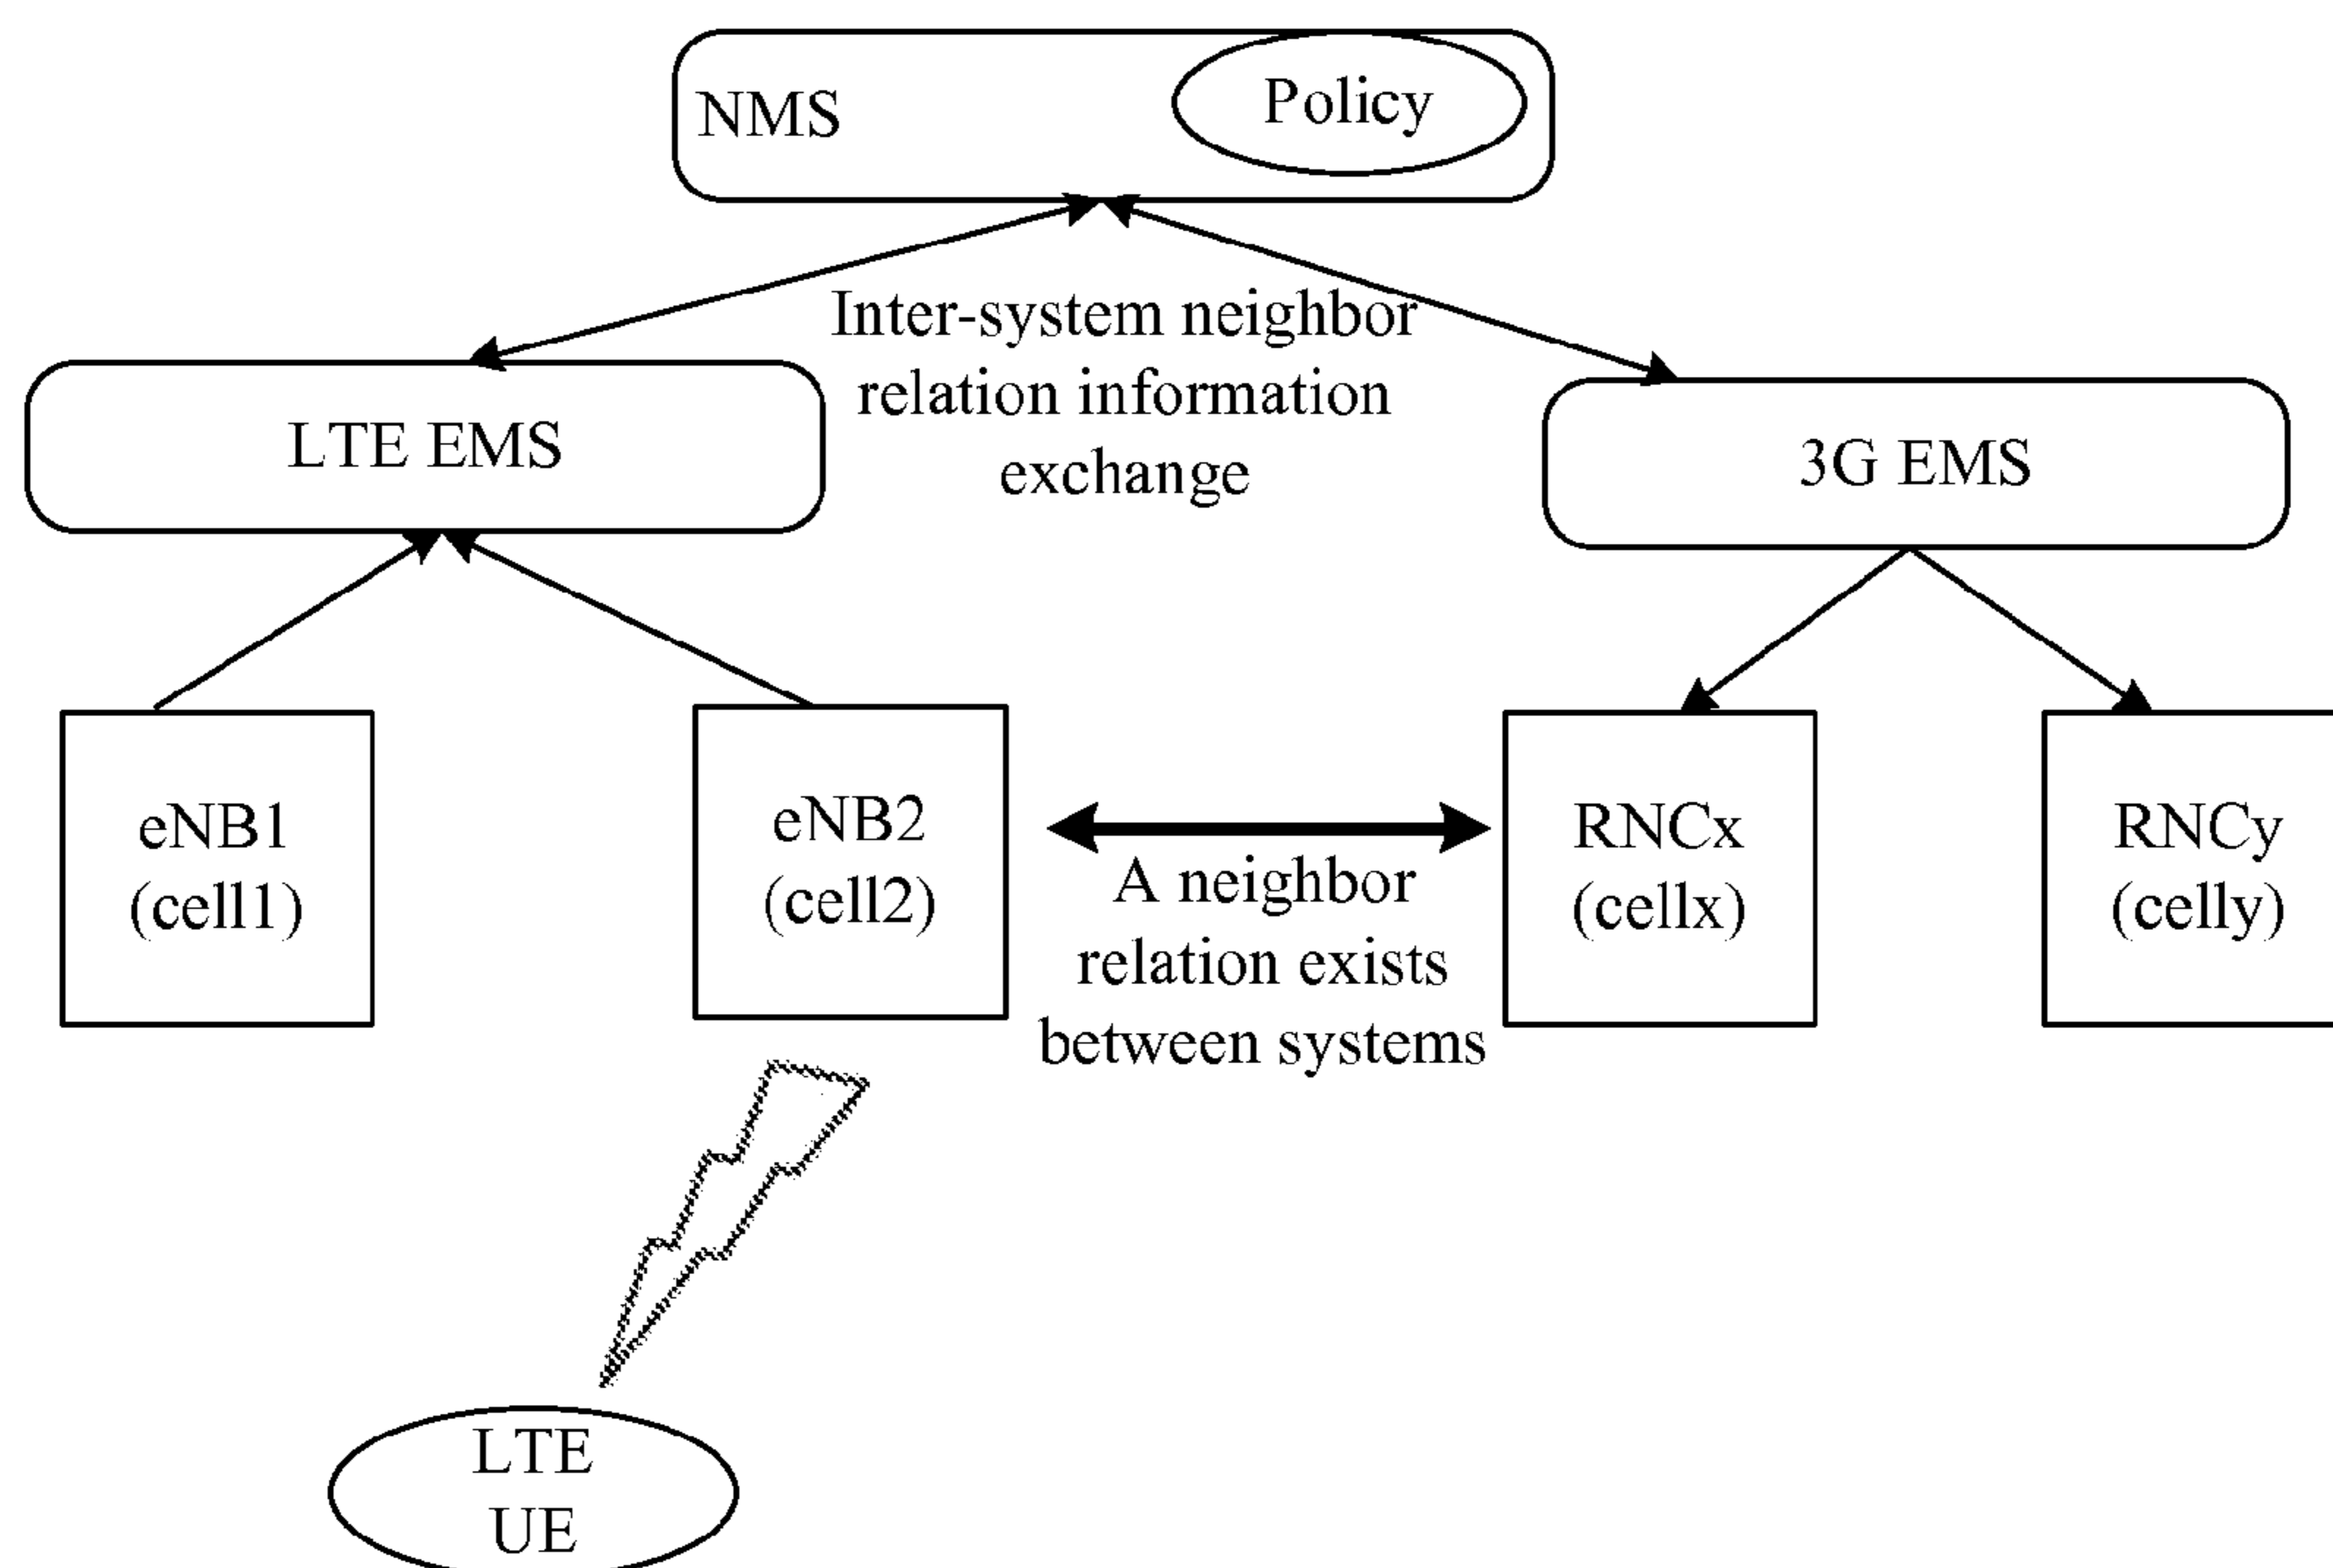 NMS
Policy
Inter-system neighbor
relation information
exchange
LTE EMS
3G EMS
eNB1
(cell1)
eNB2
(cell2)
A neighbor
relation exists
between systems
RNCx
(cellx)
RNCy
(celly)
LTE
UE